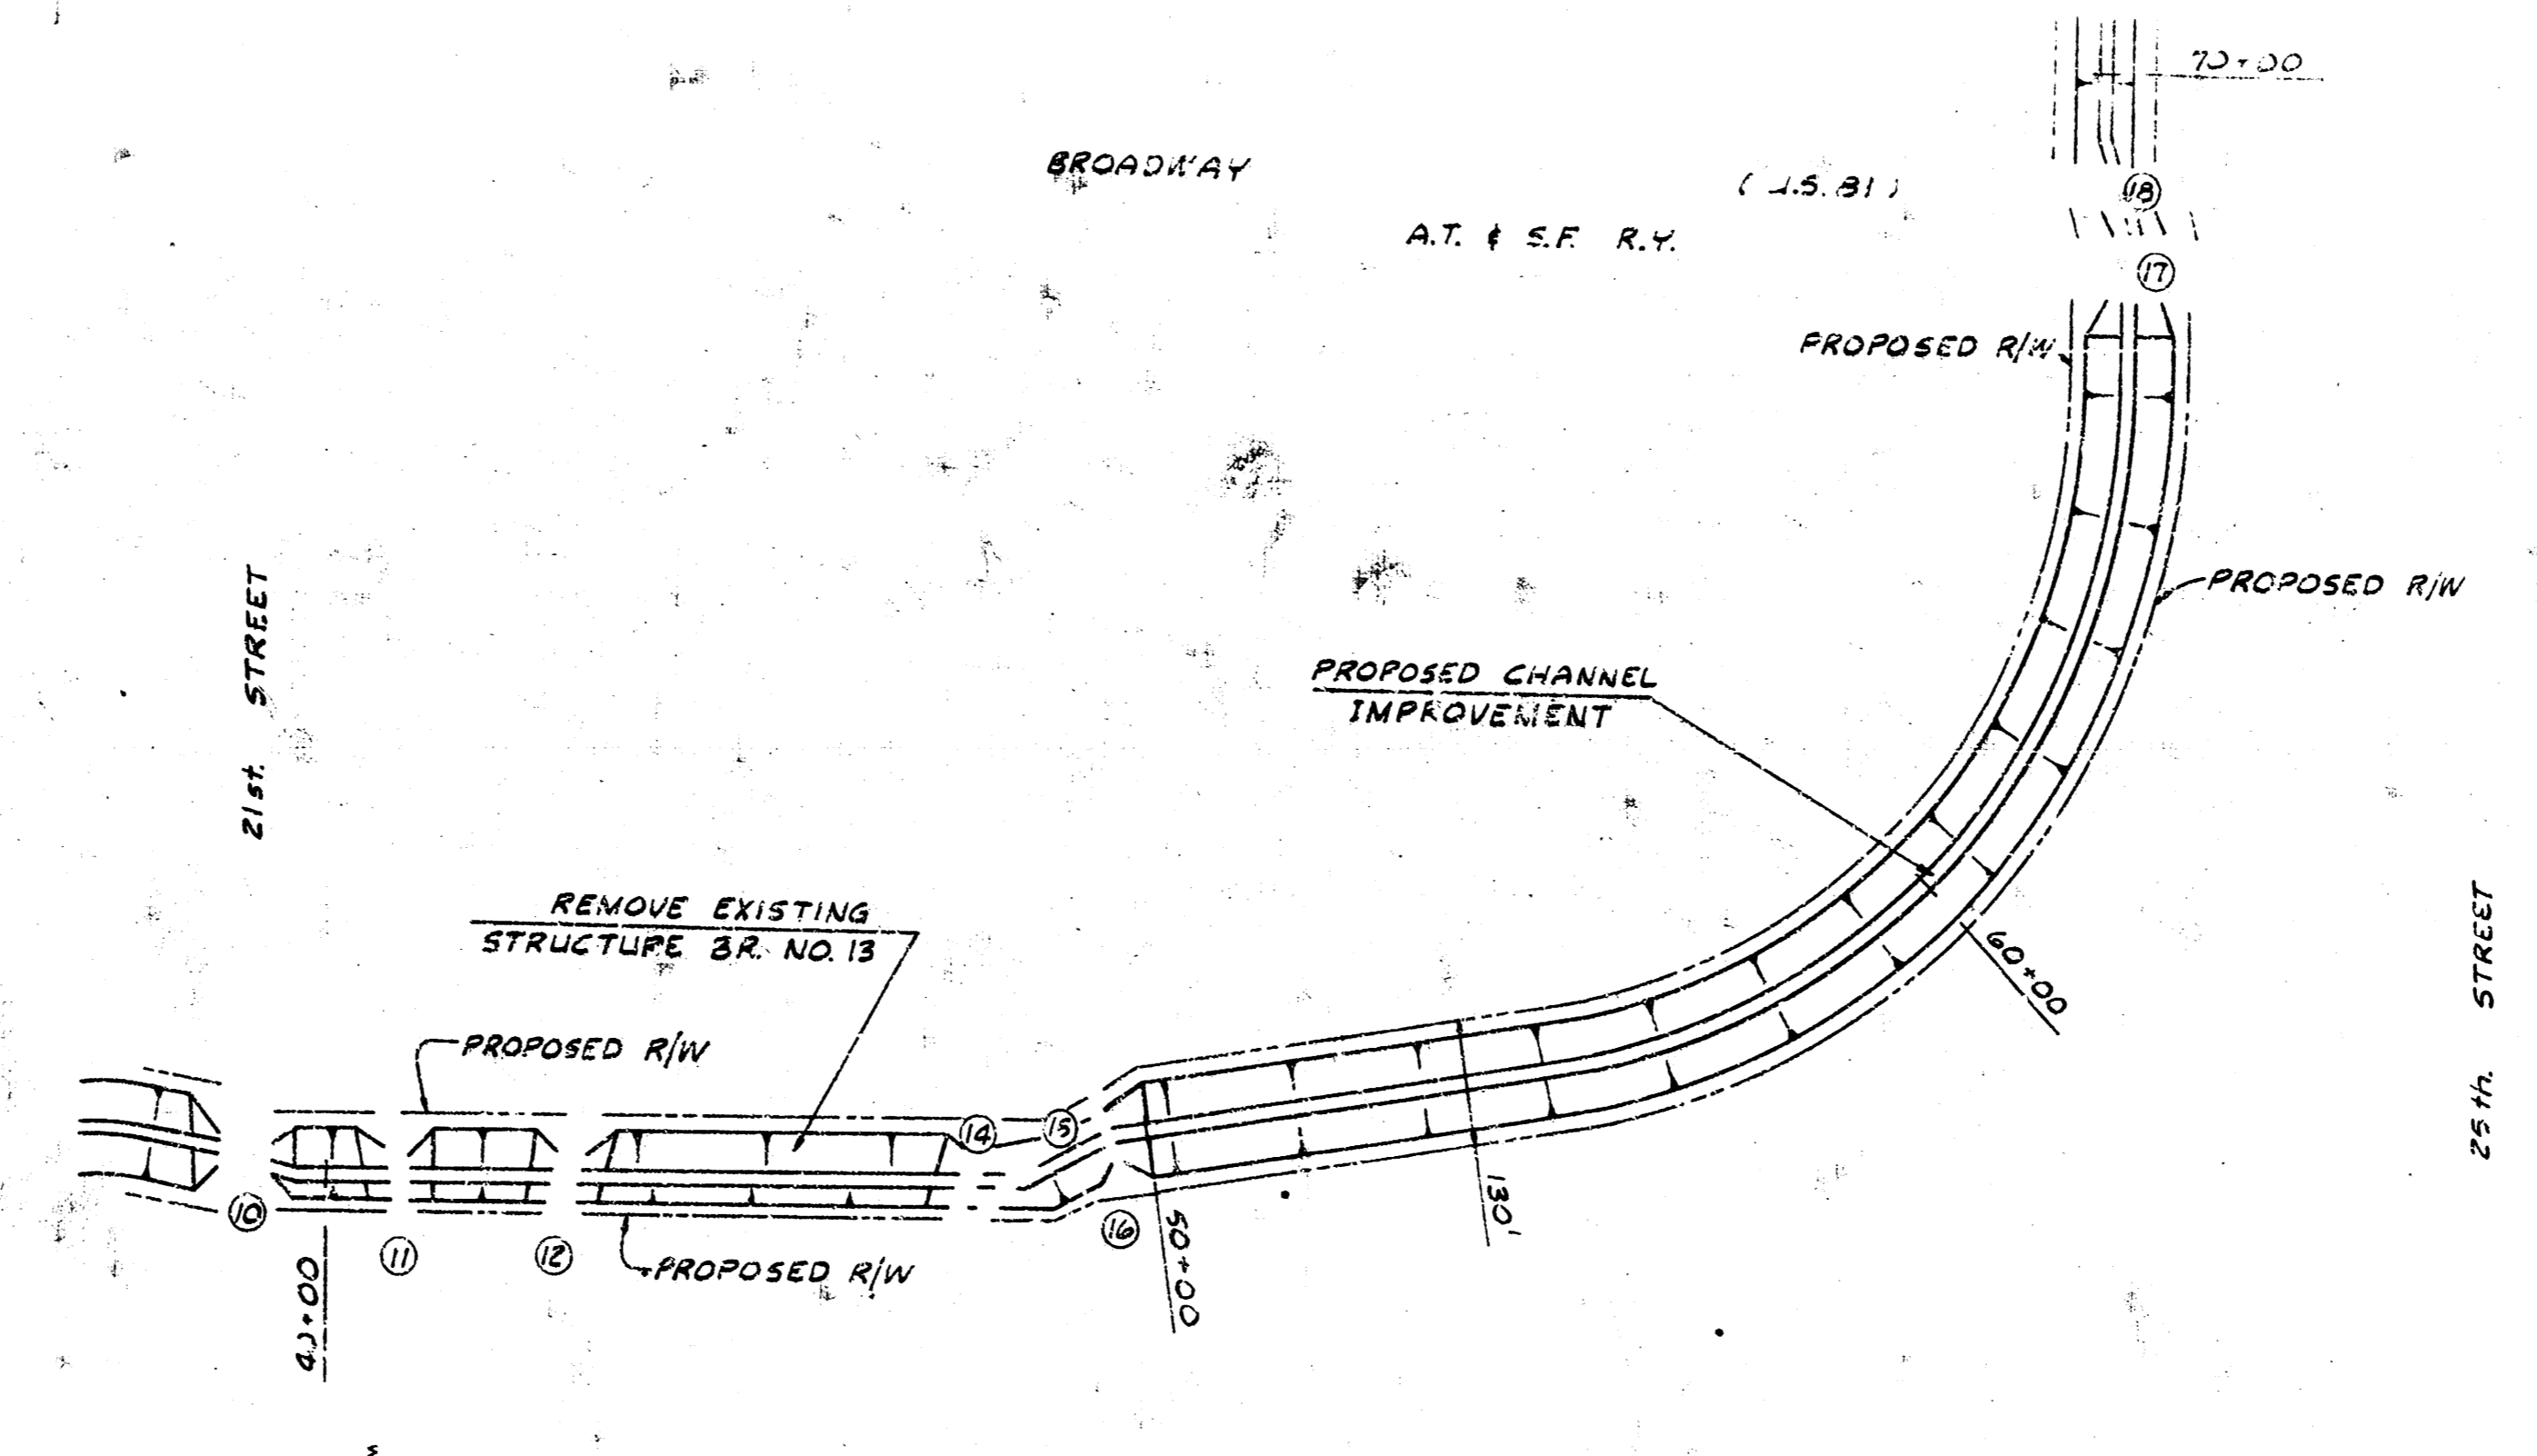 70+00
BROADWAY
(U.S. 81)
18
A.T. & S.F. R.Y.
17
PROPOSED R/W
PROPOSED R/W
21st. STREET
PROPOSED CHANNEL
IMPROVEMENT
REMOVE EXISTING
STRUCTURE BR. NO. 13
60+00
25th. STREET
PROPOSED R/W
14
15
10
11
12
16
130'
50+00
PROPOSED R/W
40+00